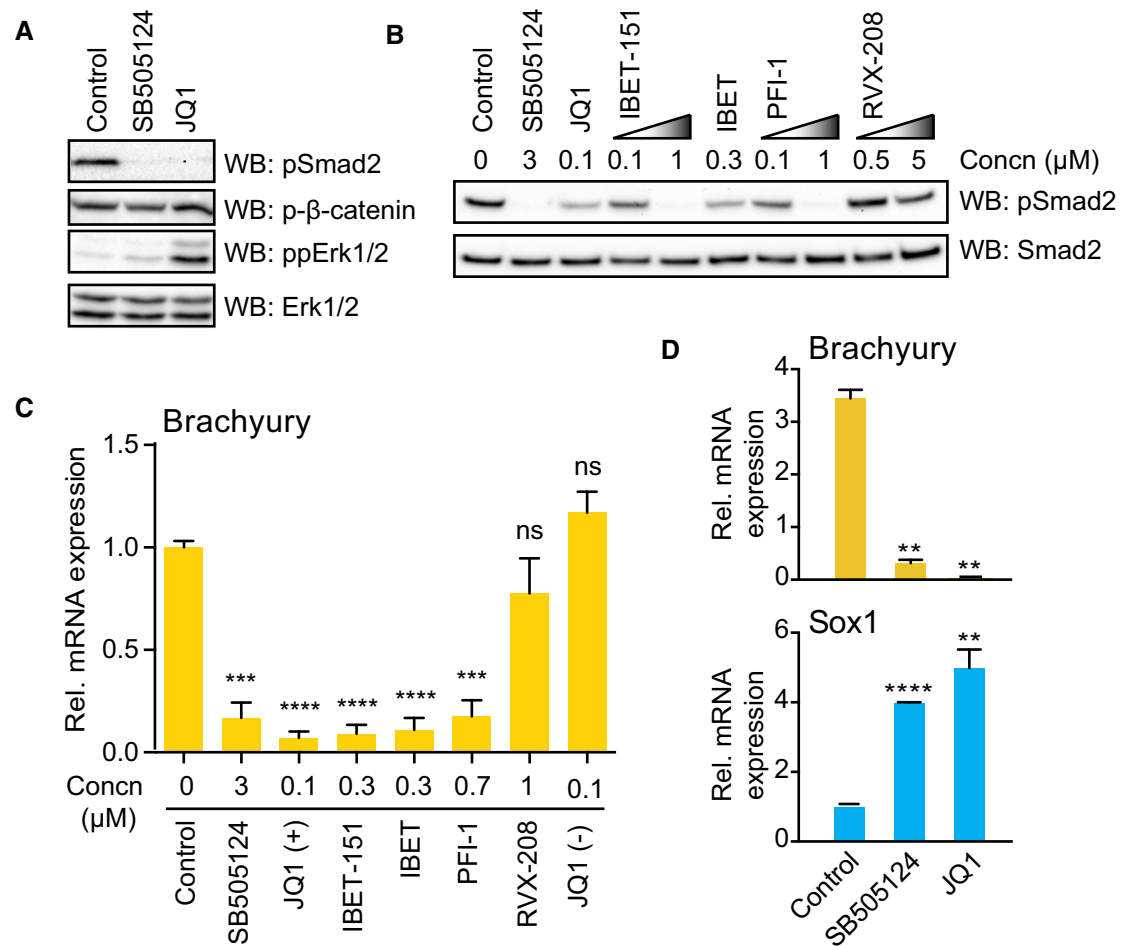 A
Control
SB505124
JQ1
WB: pSmad2
WB: p-β-catenin
ppErk1/2
WB: ppErk1/2
WB: Erk1/2
B
Control
SB505124
JQ1
IBET-151
IBET
PFI-1
RVX-208
0 3 0.1 0.1 1 0.3 0.1 1 0.5 5 Concn (µM)
WB: pSmad2
WB: Smad2
C
Brachyury
Rel. mRNA expression
1.5
1.0
0.5
0.0
*** **** **** **** *** ns ns
Concn (µM)
0 3 0.1 0.3 0.3 0.7 1 0.1
Control
SB505124
JQ1 (+)
IBET-151
IBET
PFI-1
RVX-208
JQ1 (-)
D
Brachyury
Rel. mRNA
expression
4
3
2
1
0
** **
Sox1
Rel. mRNA
expression
6
4
2
0
**** **
Control
SB505124
JQ1